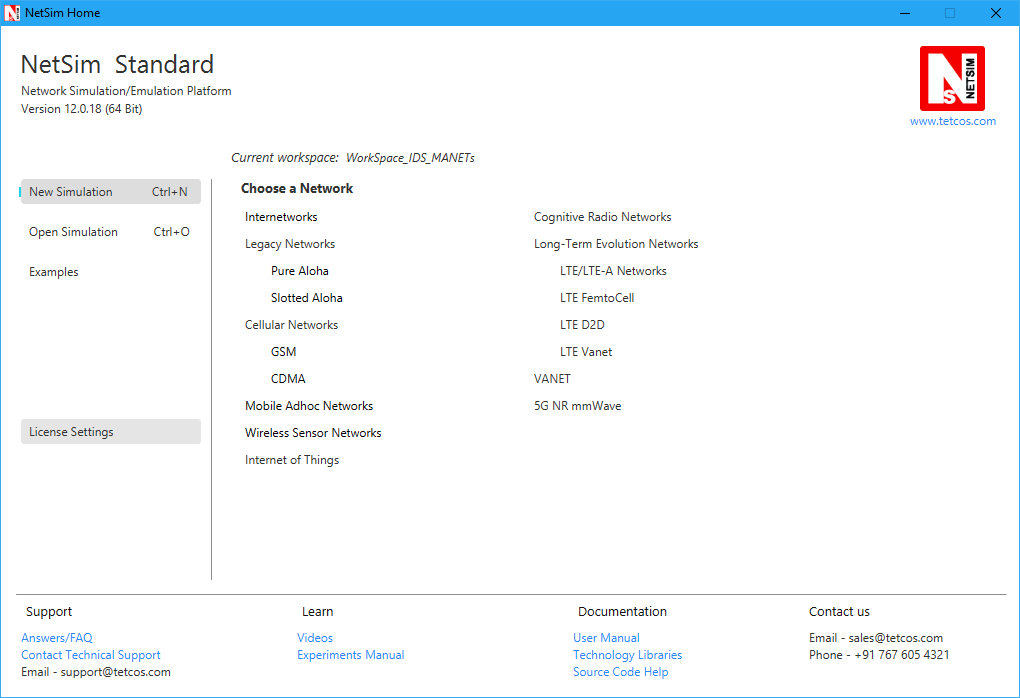 NetSim Home
NetSim Standard
Network Simulation/Emulation Platform
Version 12.0.18 (64 Bit)
NETSIM
www.tetcos.com
Current workspace: WorkSpace_IDS_MANETs
New Simulation Ctrl+N
Open Simulation Ctrl+O
Examples
License Settings
Choose a Network
Internetworks
Legacy Networks
Pure Aloha
Slotted Aloha
Cellular Networks
GSM
CDMA
Mobile Adhoc Networks
Wireless Sensor Networks
Internet of Things
Cognitive Radio Networks
Long-Term Evolution Networks
LTE/LTE-A Networks
LTE FemtoCell
LTE D2D
LTE Vanet
VANET
5G NR mmWave
Support
Answers/FAQ
Contact Technical Support
Email - support@tetcos.com
Learn
Videos
Experiments Manual
Documentation
User Manual
Technology Libraries
Source Code Help
Contact us
Email - sales@tetcos.com
Phone - +91 767 605 4321